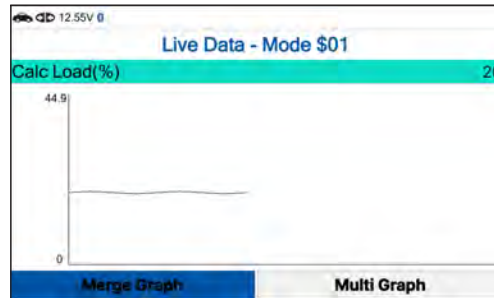 12.55V 0
Live Data - Mode $01
Calc Load(%)
44.9
0
Merge Graph Multi Graph